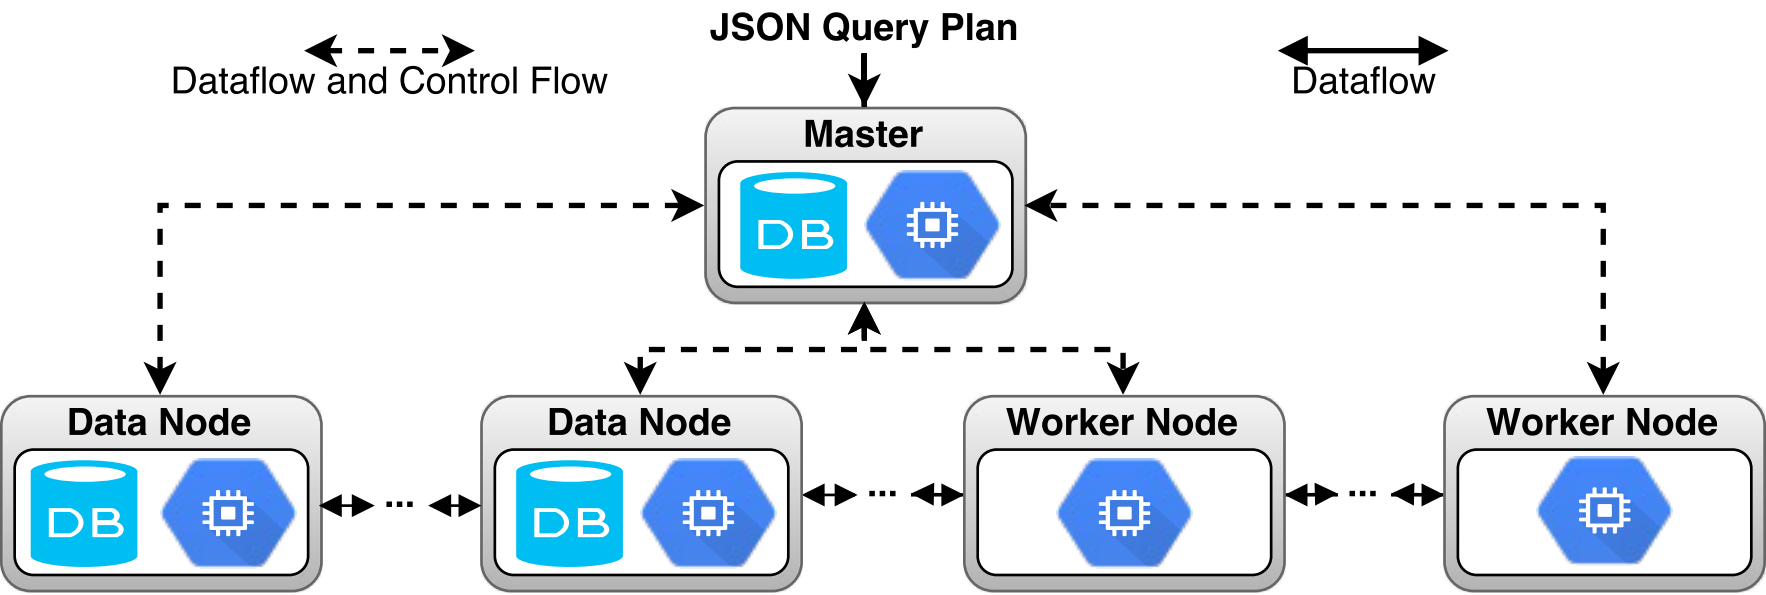 JSON Query Plan
Dataflow and Control Flow
Dataflow
Master
DB
Data Node
Data Node
Worker Node
Worker Node
DB
...
DB
...
...